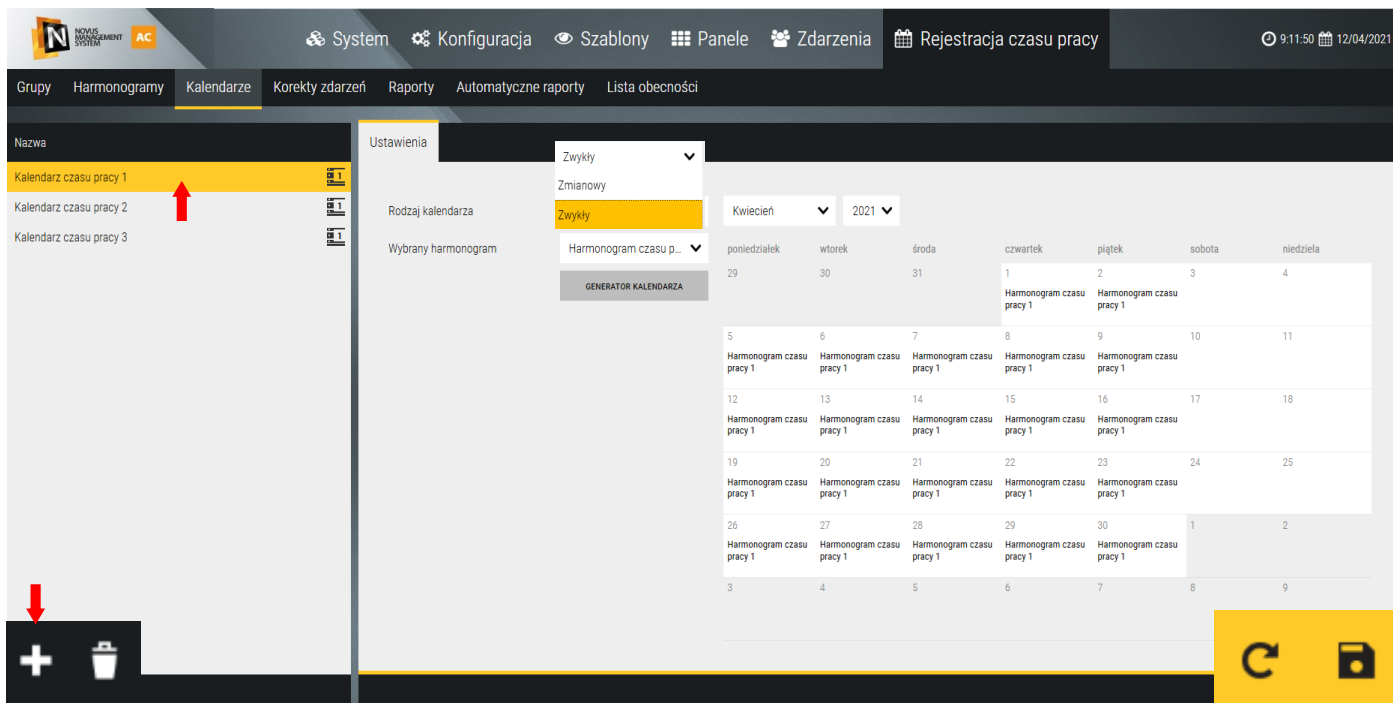 NOVUS
MANAGEMENT
SYSTEM
AC
System Konfiguracja Szablony Panele Zdarzenia Rejestracja czasu pracy 9:11:50 12/04/2021
Grupy Harmonogramy Kalendarze Korekty zdarzeń Raporty Automatyczne raporty Lista obecności
Nazwa
Kalendarz czasu pracy 1 1
Kalendarz czasu pracy 2 1
Kalendarz czasu pracy 3 1
Ustawienia
Zwykły
Zmianowy
Zwykły
Rodzaj kalendarza
Wybrany harmonogram Harmonogram czasu p...
GENERATOR KALENDARZA
Kwiecień 2021
poniedziałek wtorek środa czwartek piątek sobota niedziela
29 30 31 1 2 3 4
Harmonogram czasu Harmonogram czasu
pracy 1 pracy 1
5 6 7 8 9 10 11
Harmonogram czasu Harmonogram czasu Harmonogram czasu Harmonogram czasu Harmonogram czasu
pracy 1 pracy 1 pracy 1 pracy 1 pracy 1
12 13 14 15 16 17 18
Harmonogram czasu Harmonogram czasu Harmonogram czasu Harmonogram czasu Harmonogram czasu
pracy 1 pracy 1 pracy 1 pracy 1 pracy 1
19 20 21 22 23 24 25
Harmonogram czasu Harmonogram czasu Harmonogram czasu Harmonogram czasu Harmonogram czasu
pracy 1 pracy 1 pracy 1 pracy 1 pracy 1
26 27 28 29 30 1 2
Harmonogram czasu Harmonogram czasu Harmonogram czasu Harmonogram czasu Harmonogram czasu
pracy 1 pracy 1 pracy 1 pracy 1 pracy 1
3 4 5 6 7 8 9